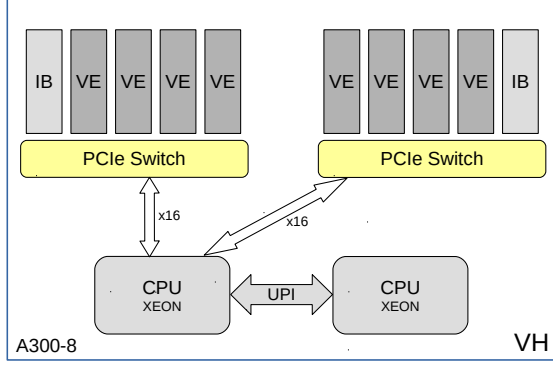 IB VE VE VE VE VE VE VE VE IB
PCIe Switch PCIe Switch
x16 x16
CPU UPI CPU
XEON XEON
A300-8 VH